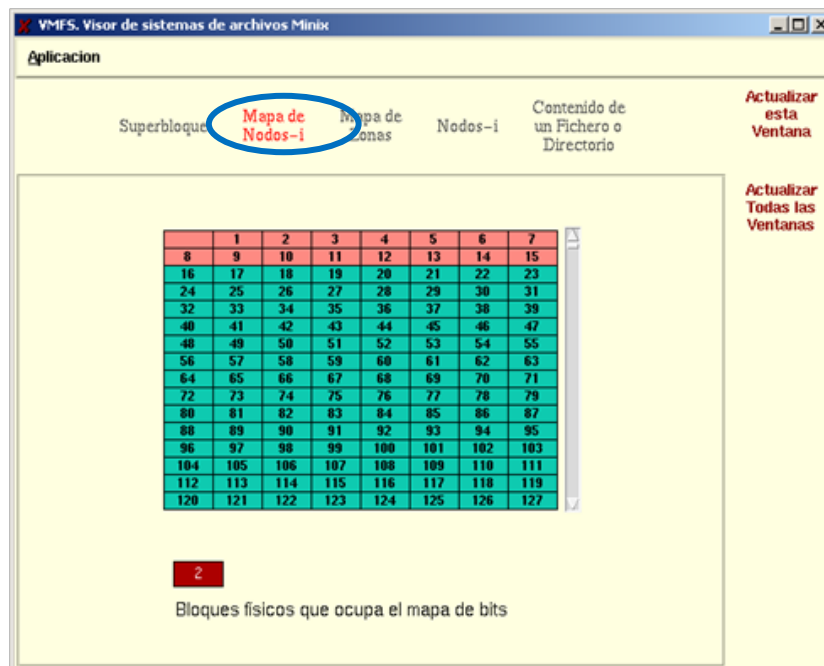 VMFS. Visor de sistemas de archivos Minix
Aplicacion
Superbloque
Mapa de
Nodos-i
Mapa de
Zonas
Nodos-i
Contenido de
un Fichero o
Directorio
Actualizar
esta
Ventana
Actualizar
Todas las
Ventanas
1 2 3 4 5 6 7
8 9 10 11 12 13 14 15
16 17 18 19 20 21 22 23
24 25 26 27 28 29 30 31
32 33 34 35 36 37 38 39
40 41 42 43 44 45 46 47
48 49 50 51 52 53 54 55
56 57 58 59 60 61 62 63
64 65 66 67 68 69 70 71
72 73 74 75 76 77 78 79
80 81 82 83 84 85 86 87
88 89 90 91 92 93 94 95
96 97 98 99 100 101 102 103
104 105 106 107 108 109 110 111
112 113 114 115 116 117 118 119
120 121 122 123 124 125 126 127
2
Bloques físicos que ocupa el mapa de bits